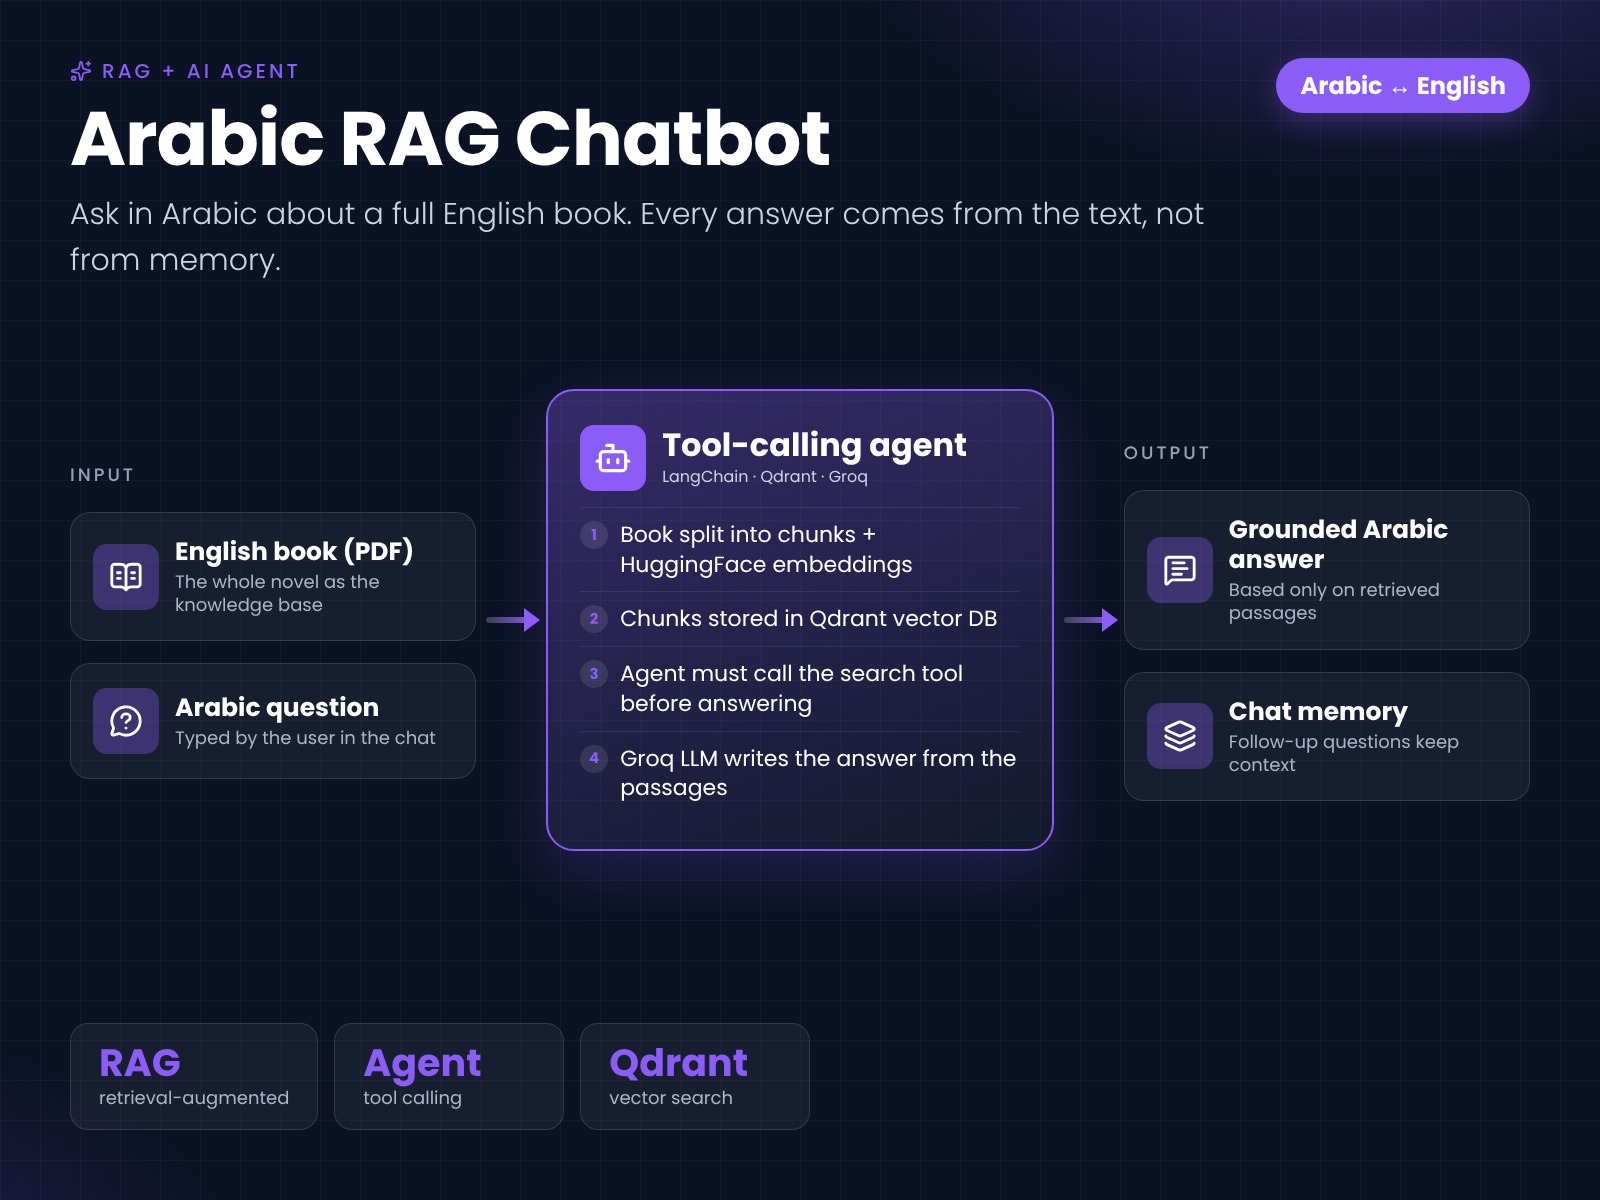 RAG + AI AGENT
Arabic RAG Chatbot
Ask in Arabic about a full English book. Every answer comes from the text, not
from memory.
Arabic ↔ English
INPUT
English book (PDF)
The whole novel as the
knowledge base
Arabic question
Typed by the user in the chat
Tool-calling agent
LangChain · Qdrant · Groq
1 Book split into chunks +
HuggingFace embeddings
2 Chunks stored in Qdrant vector DB
3 Agent must call the search tool
before answering
4 Groq LLM writes the answer from the
passages
OUTPUT
Grounded Arabic
answer
Based only on retrieved
passages
Chat memory
Follow-up questions keep
context
RAG
retrieval-augmented
Agent
tool calling
Qdrant
vector search